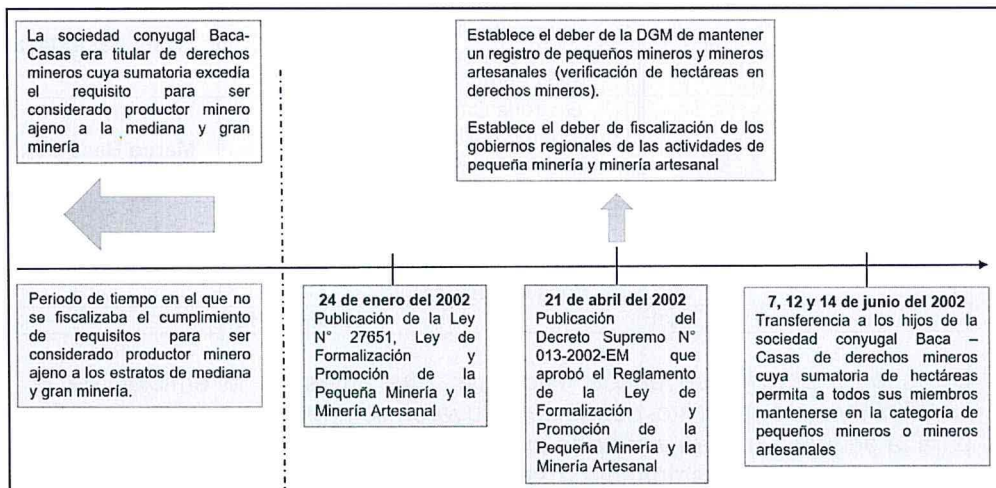 La sociedad conyugal Baca-
Casas era titular de derechos
mineros cuya sumatoria excedía
el requisito para ser
considerado productor minero
ajeno a la mediana y gran
minería
Establece el deber de la DGM de mantener
un registro de pequeños mineros y mineros
artesanales (verificación de hectáreas en
derechos mineros).
Establece el deber de fiscalización de los
gobiernos regionales de las actividades de
pequeña minería y minería artesanal
Periodo de tiempo en el que no
se fiscalizaba el cumplimiento
de requisitos para ser
considerado productor minero
ajeno a los estratos de mediana
y gran minería.
24 de enero del 2002
Publicación de la Ley
N° 27651, Ley de
Formalización y
Promoción de la
Pequeña Minería y la
Minería Artesanal
21 de abril del 2002
Publicación del
Decreto Supremo N°
013-2002-EM que
aprobó el Reglamento
de la Ley de
Formalización y
Promoción de la
Pequeña Minería y la
Minería Artesanal
7, 12 y 14 de junio del 2002
Transferencia a los hijos de la
sociedad conyugal Baca –
Casas de derechos mineros
cuya sumatoria de hectáreas
permita a todos sus miembros
mantenerse en la categoría de
pequeños mineros o mineros
artesanales